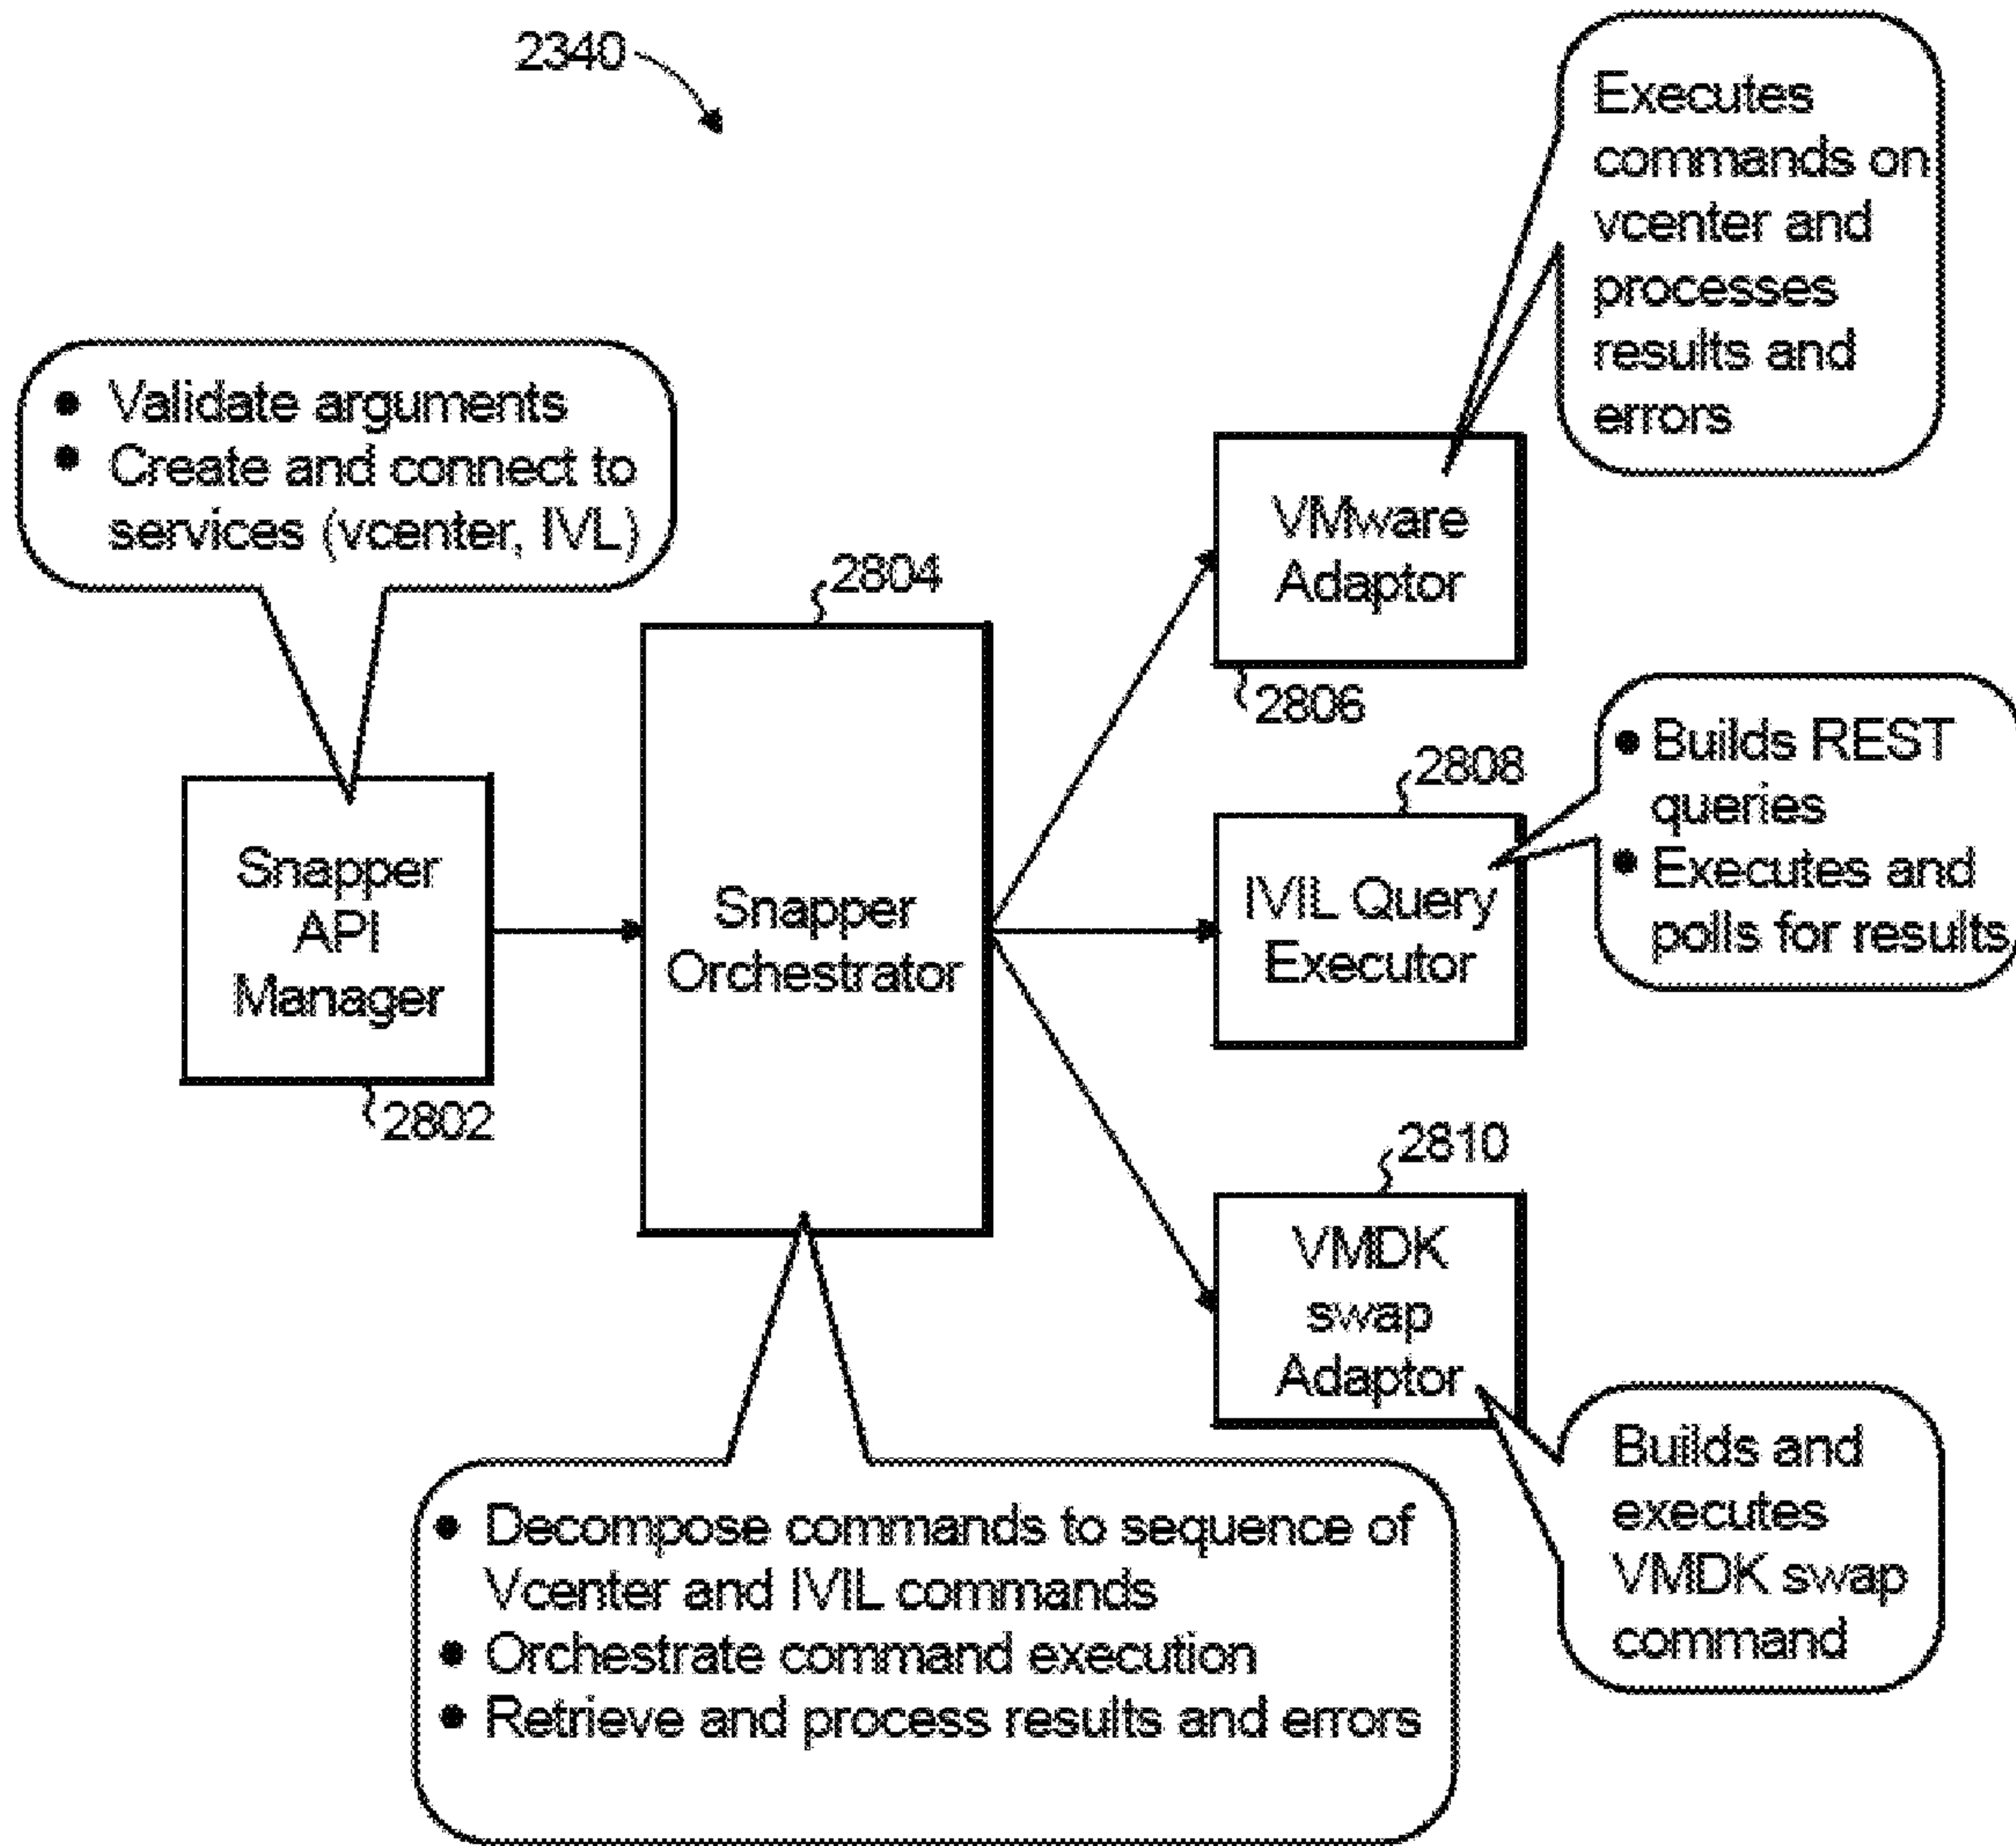 2340
Executes
commands on
vcenter and
processes
results and
errors
● Validate arguments
● Create and connect to
services (vcenter, IVL)
2804
VMware
Adaptor
2806
2808
● Builds REST
queries
● Executes and
polls for results
Snapper
API
Manager
2802
Snapper
Orchestrator
IVIL Query
Executor
2810
VMDK
swap
Adaptor
Builds and
executes
VMDK swap
command
● Decompose commands to sequence of
Vcenter and IVIL commands
● Orchestrate command execution
● Retrieve and process results and errors